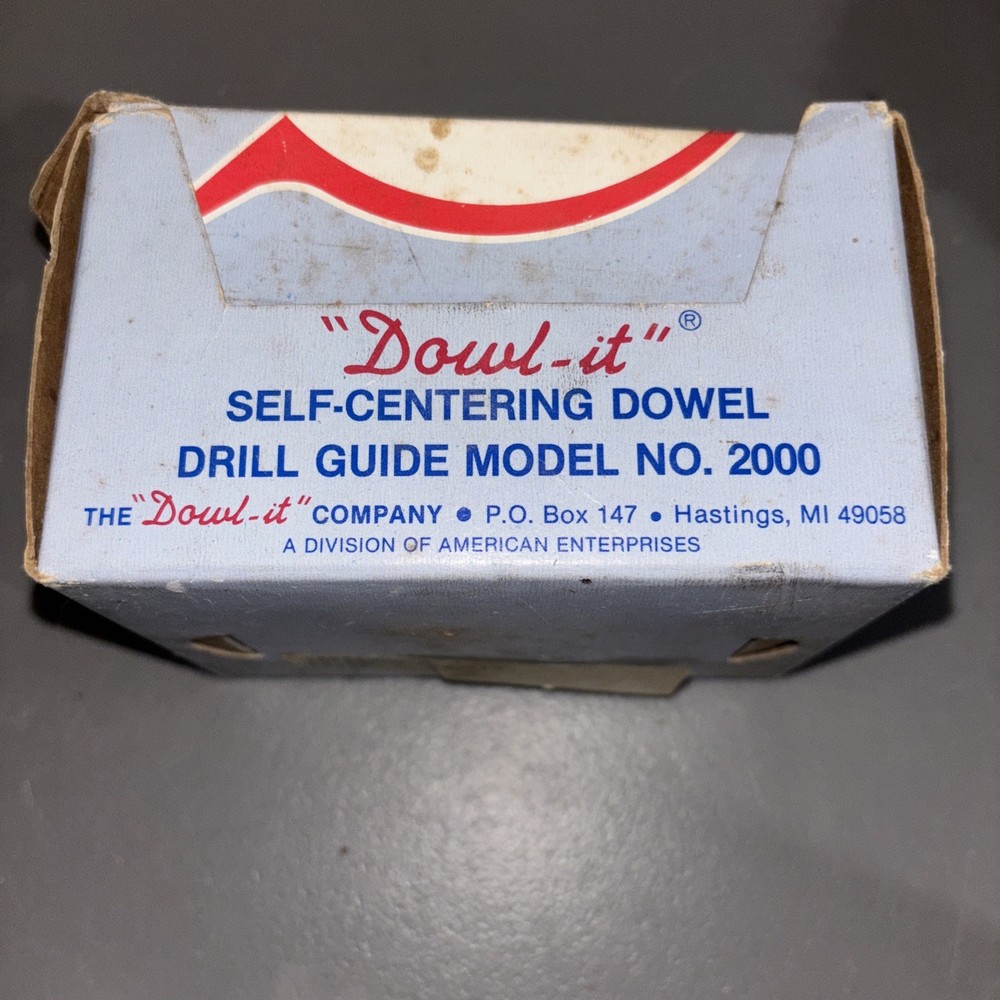 "Dowl-it"®
SELF-CENTERING DOWEL
DRILL GUIDE MODEL NO. 2000
THE "Dowl-it" COMPANY • P.O. Box 147 • Hastings, MI 49058
A DIVISION OF AMERICAN ENTERPRISES